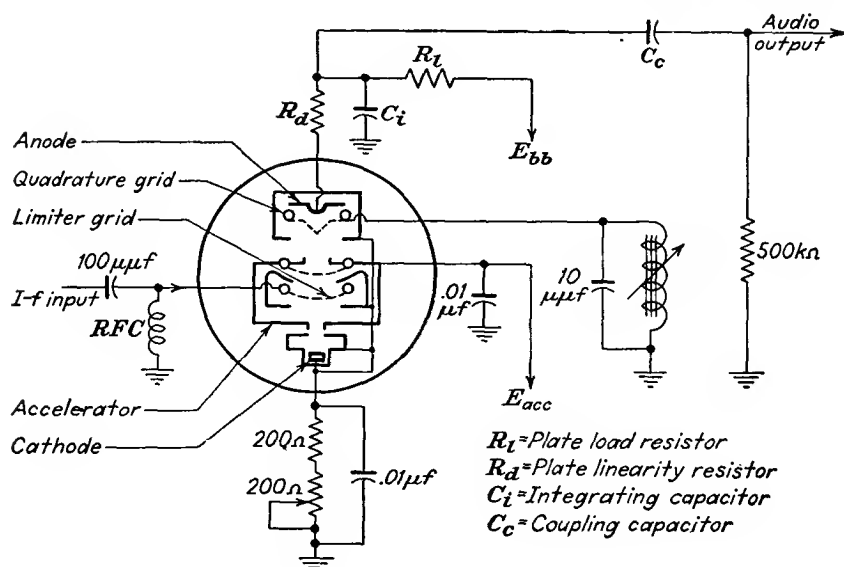 Audio
output
C_c
R_l
R_d
C_i
E_bb
Anode
Quadrature grid
Limiter grid
100μμf
I-f input
RFC
.01
μf
10
μμf
500kΩ
Accelerator
Cathode
E_acc
200Ω
200Ω
.01μf
R_l=Plate load resistor
R_d=Plate linearity resistor
C_i=Integrating capacitor
C_c=Coupling capacitor